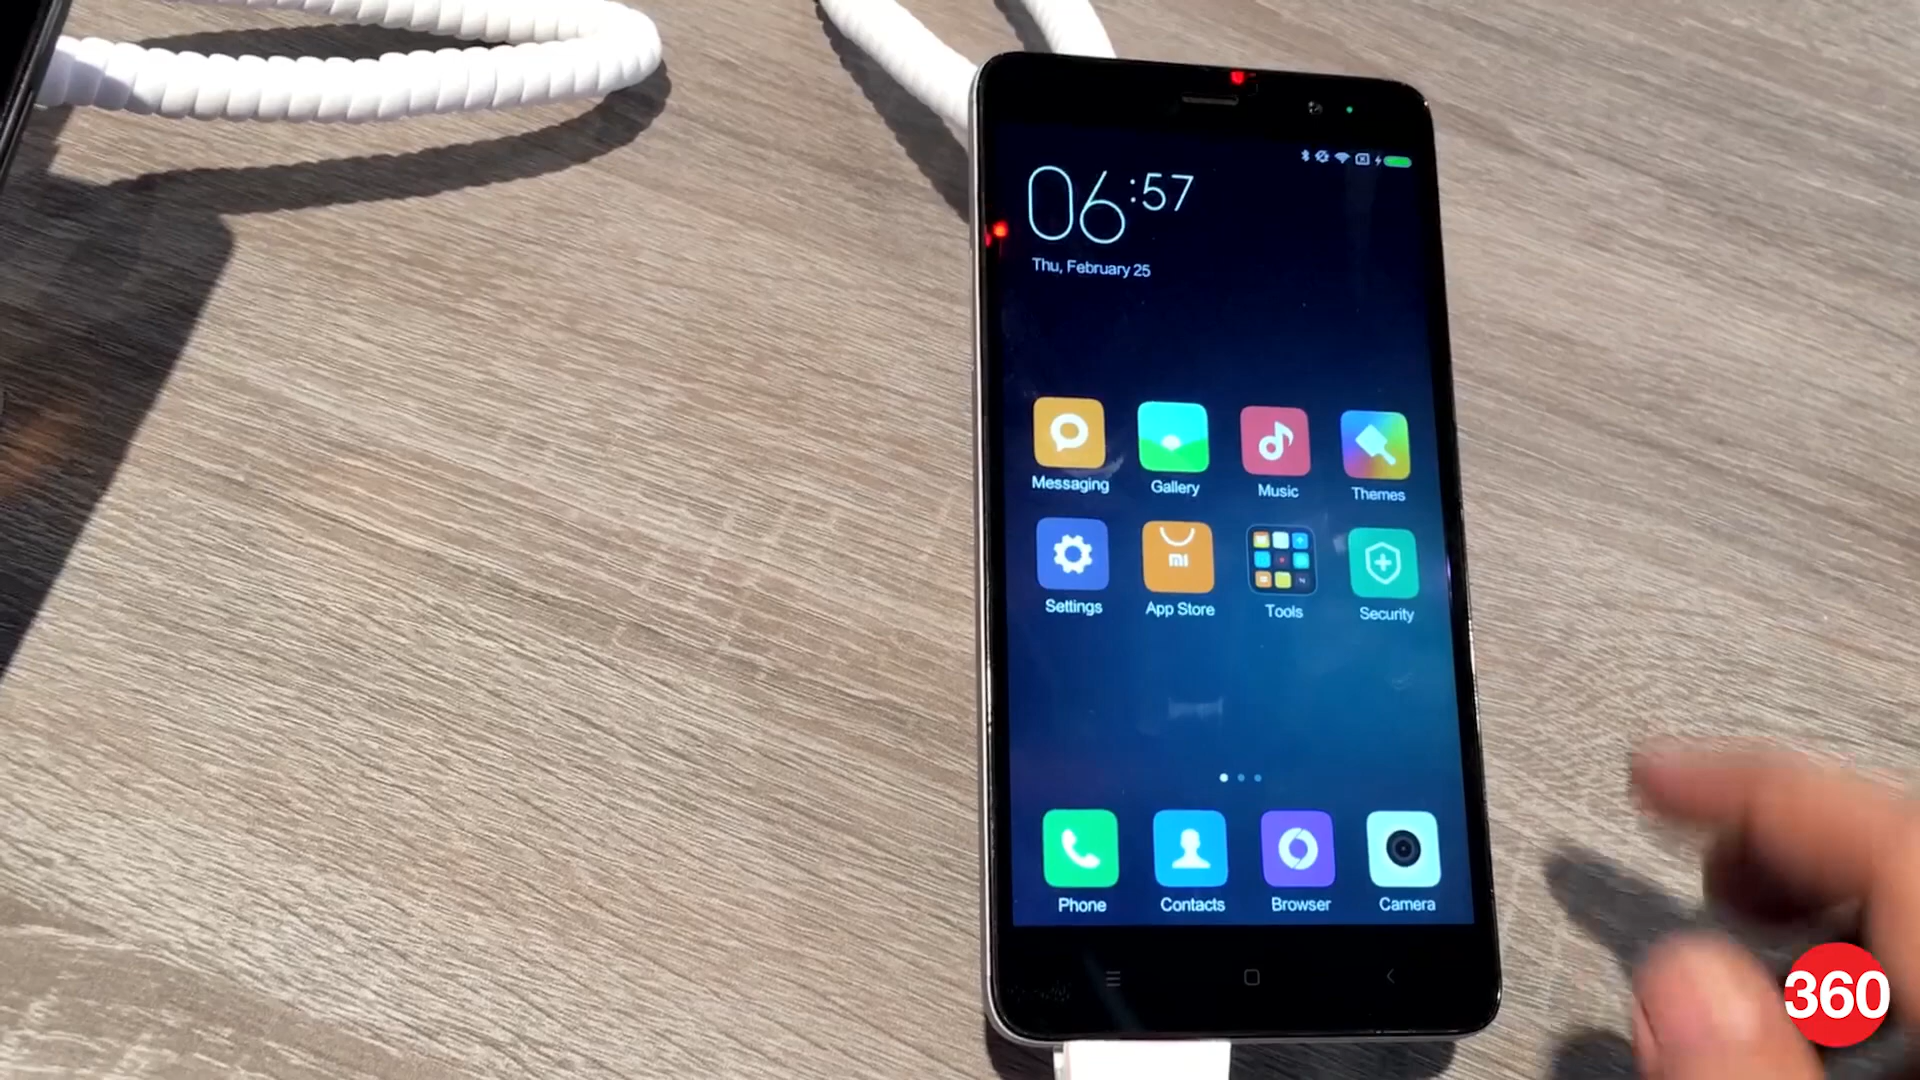 06:57
Thu, February 25
Messaging
Gallery
Music
Themes
Settings
mi
App Store
Tools
Security
Phone
Contacts
Browser
Camera
360